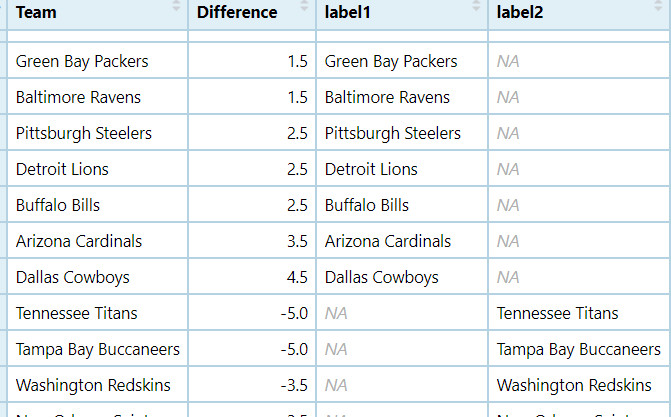 Team Difference label1 label2
Green Bay Packers 1.5 Green Bay Packers NA
Baltimore Ravens 1.5 Baltimore Ravens NA
Pittsburgh Steelers 2.5 Pittsburgh Steelers NA
Detroit Lions 2.5 Detroit Lions NA
Buffalo Bills 2.5 Buffalo Bills NA
Arizona Cardinals 3.5 Arizona Cardinals NA
Dallas Cowboys 4.5 Dallas Cowboys NA
Tennessee Titans -5.0 NA Tennessee Titans
Tampa Bay Buccaneers -5.0 NA Tampa Bay Buccaneers
Washington Redskins -3.5 NA Washington Redskins